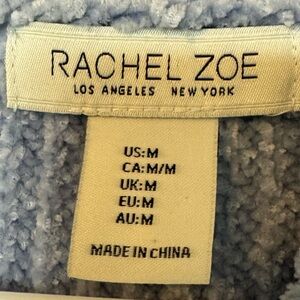 RACHEL ZOE
LOS ANGELES NEW YORK
US:M
CA:M/M
UK:M
EU:M
AU:M
MADE IN CHINA